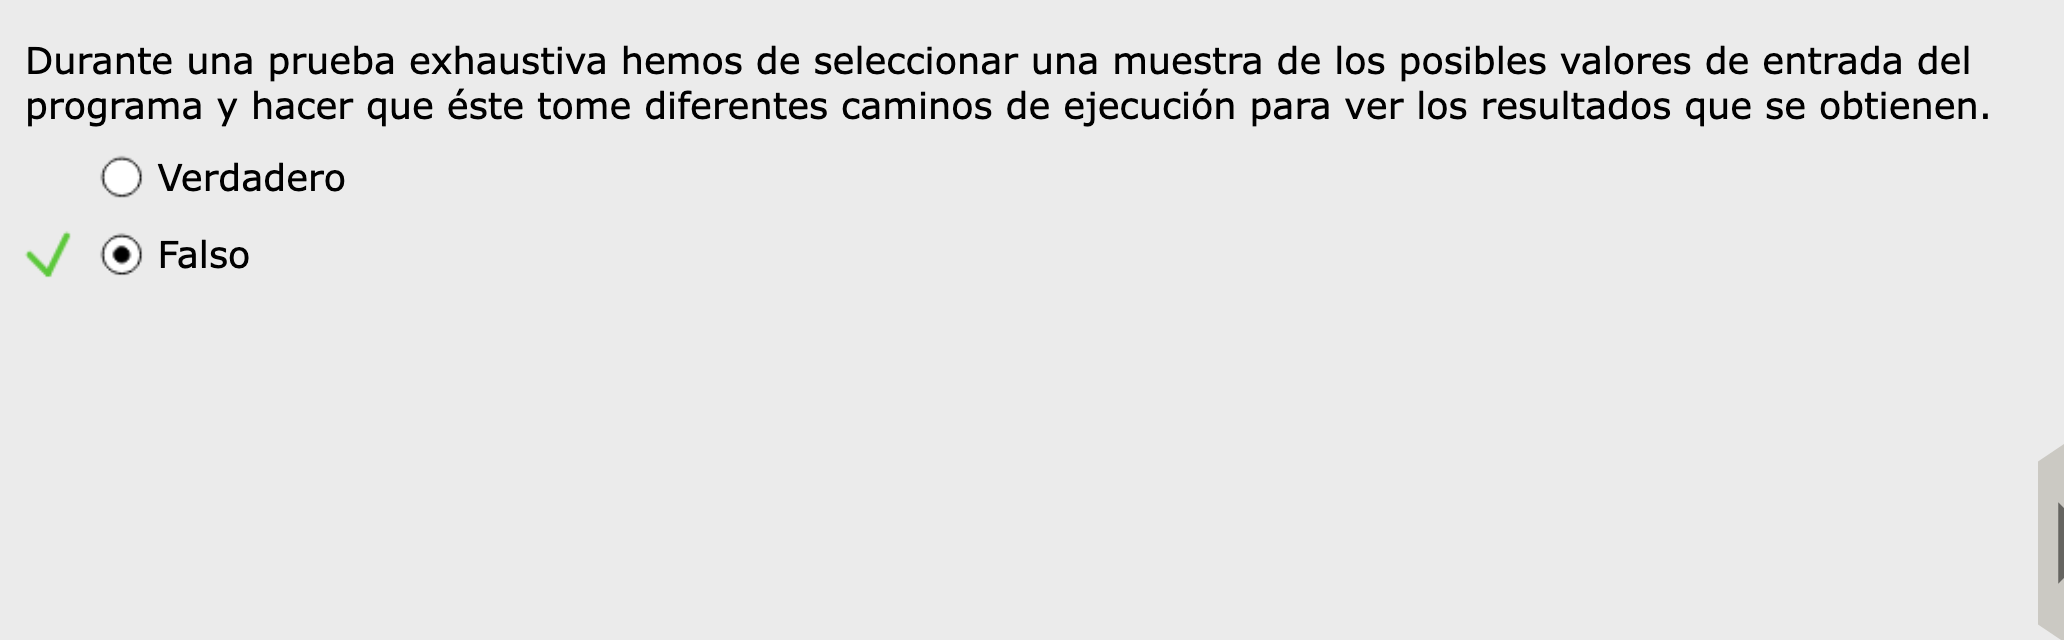 Durante una prueba exhaustiva hemos de seleccionar una muestra de los posibles valores de entrada del
programa y hacer que éste tome diferentes caminos de ejecución para ver los resultados que se obtienen.
Verdadero
Falso